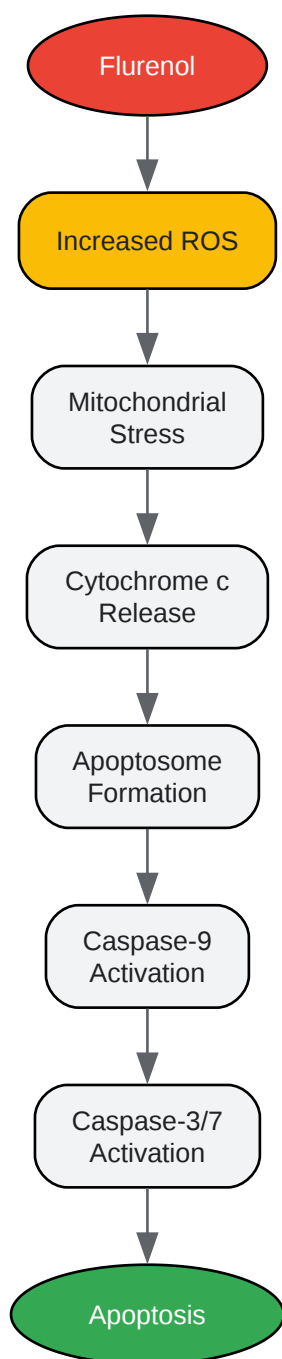 Flurenol
Increased ROS
Mitochondrial
Stress
Cytochrome c
Release
Apoptosome
Formation
Caspase-9
Activation
Caspase-3/7
Activation
Apoptosis